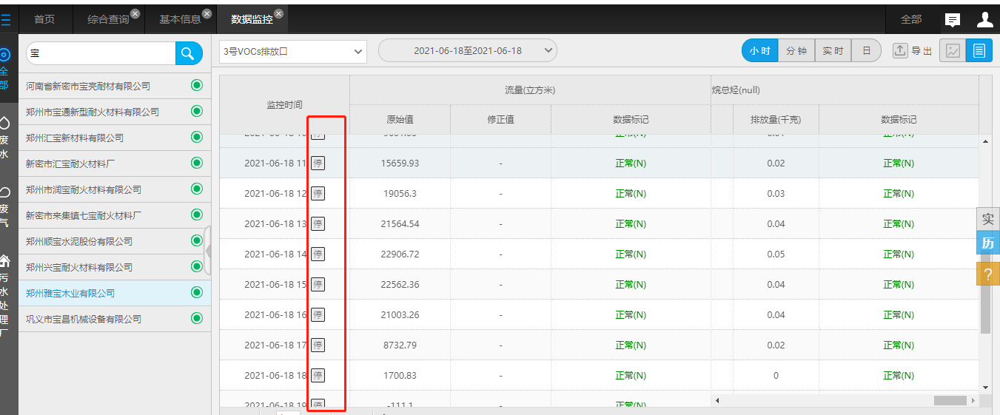 首页 综合查询 基本信息 数据监控 全部
全部
废水
废气
污水处理厂
宝
河南省新密市宝亮耐材有限公司
郑州市宝通新型耐火材料有限公司
郑州汇宝新材料有限公司
新密市汇宝耐火材料厂
郑州市润宝耐火材料有限公司
新密市来集镇七宝耐火材料厂
郑州顺宝水泥股份有限公司
郑州兴宝耐火材料有限公司
郑州雅宝木业有限公司
巩义市宝昌机械设备有限公司
3号VOCs排放口 2021-06-18至2021-06-18 小时 分钟 实时 日 导出
监控时间 流量(立方米) 烷总烃(null)
原始值 修正值 数据标记 排放量(千克) 数据标记
2021-06-18 11 停 15659.93 - 正常(N) 0.02 正常(N)
2021-06-18 12 停 19056.3 - 正常(N) 0.03 正常(N)
2021-06-18 13 停 21564.54 - 正常(N) 0.04 正常(N)
2021-06-18 14 停 22906.72 - 正常(N) 0.05 正常(N)
2021-06-18 15 停 22562.36 - 正常(N) 0.04 正常(N)
2021-06-18 16 停 21003.26 - 正常(N) 0.04 正常(N)
2021-06-18 17 停 8732.79 - 正常(N) 0.02 正常(N)
2021-06-18 18 停 1700.83 - 正常(N) 0 正常(N)
2021-06-18 19 停 -111.1 - 正常(N) 正常(N)
实
历
?